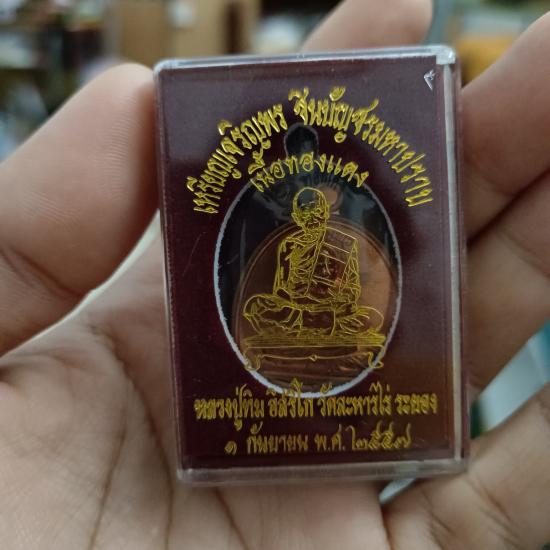 เหรียญเจริญพร ชินบัญชรมหาปราบ
เนื้อทองแดง
หลวงปู่ทิม อิสริโก วัดละหารไร่ ระยอง
๑ กันยายน พ.ศ.๒๕๕๗